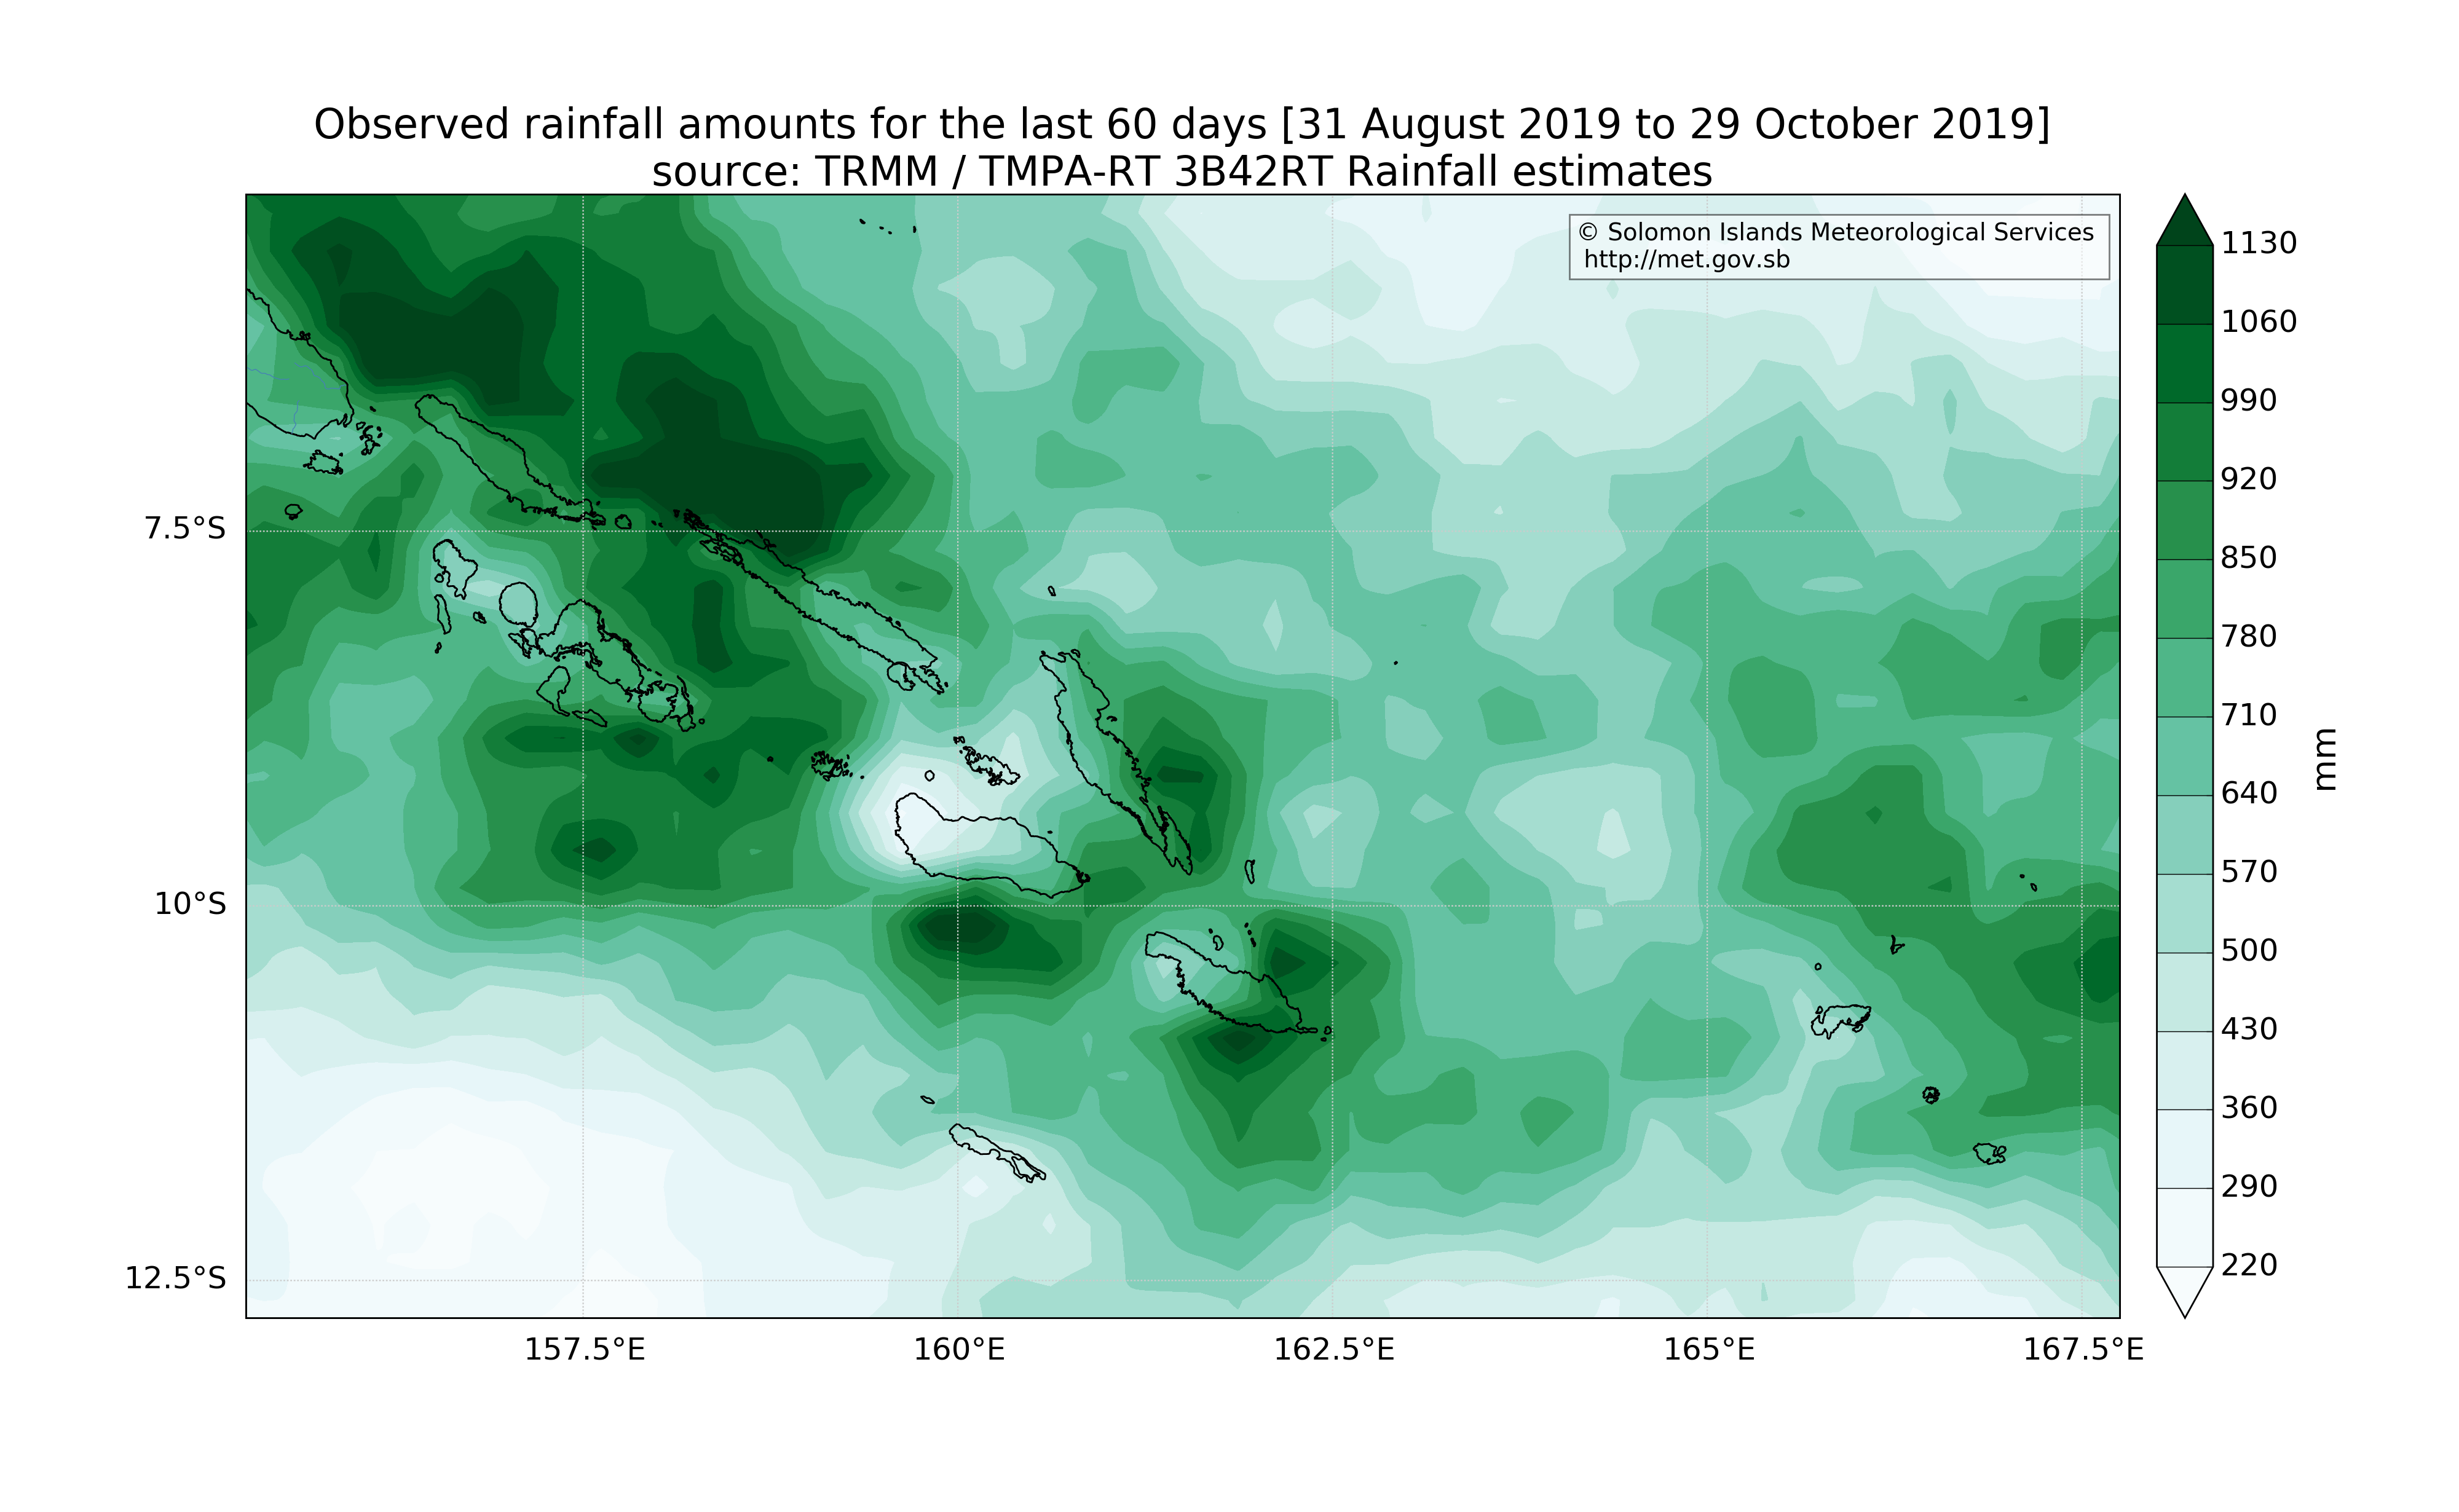 Observed rainfall amounts for the last 60 days [31 August 2019 to 29 October 2019]
source: TRMM / TMPA-RT 3B42RT Rainfall estimates
© Solomon Islands Meteorological Services
http://met.gov.sb
7.5°S
10°S
12.5°S
157.5°E
160°E
162.5°E
165°E
167.5°E
1130
1060
990
920
850
780
710
640
570
500
430
360
290
220
mm